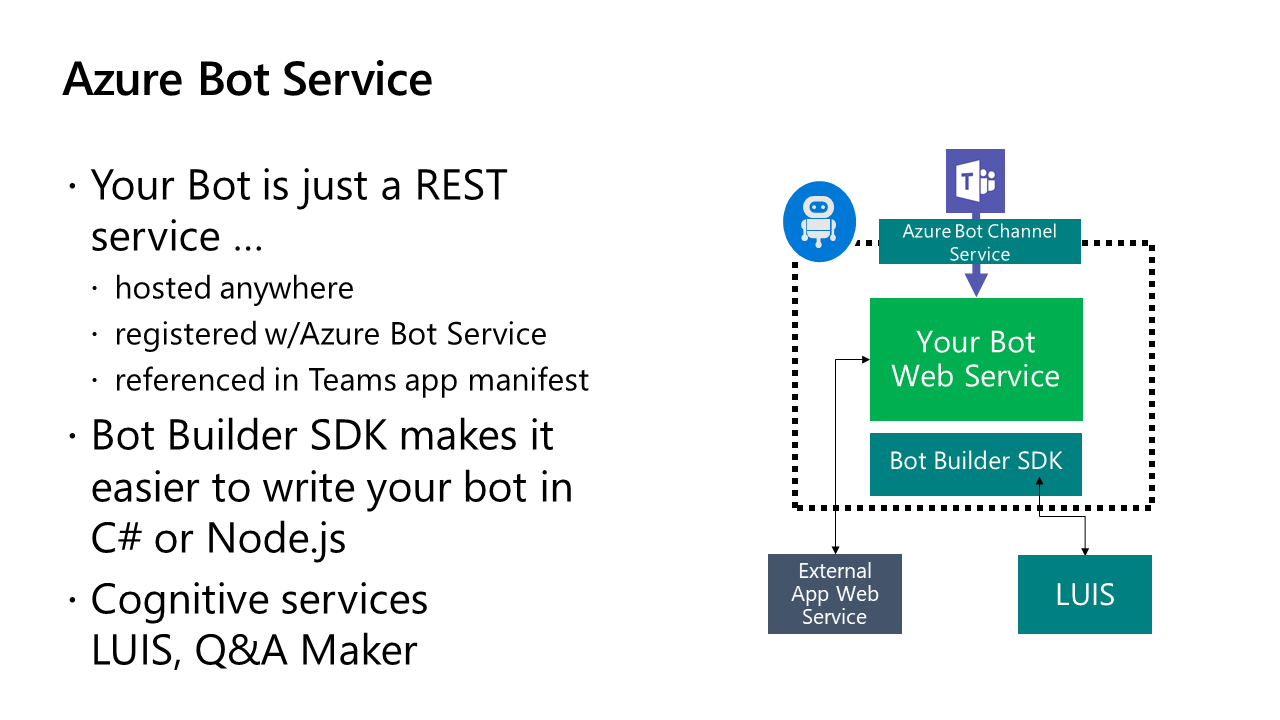 Azure Bot Service
· Your Bot is just a REST
service ...
· hosted anywhere
· registered w/Azure Bot Service
· referenced in Teams app manifest
· Bot Builder SDK makes it
easier to write your bot in
C# or Node.js
· Cognitive services
LUIS, Q&A Maker
T
Azure Bot Channel
Service
Your Bot
Web Service
Bot Builder SDK
External
App Web
Service
LUIS